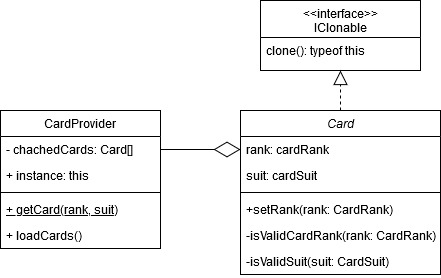 <<interface>>
IClonable
clone(): typeof this
CardProvider
- chachedCards: Card[]
+ instance: this
+ getCard(rank, suit)
+ loadCards()
Card
rank: cardRank
suit: cardSuit
+setRank(rank: CardRank)
-isValidCardRank(rank: CardRank)
-isValidSuit(suit: CardSuit)